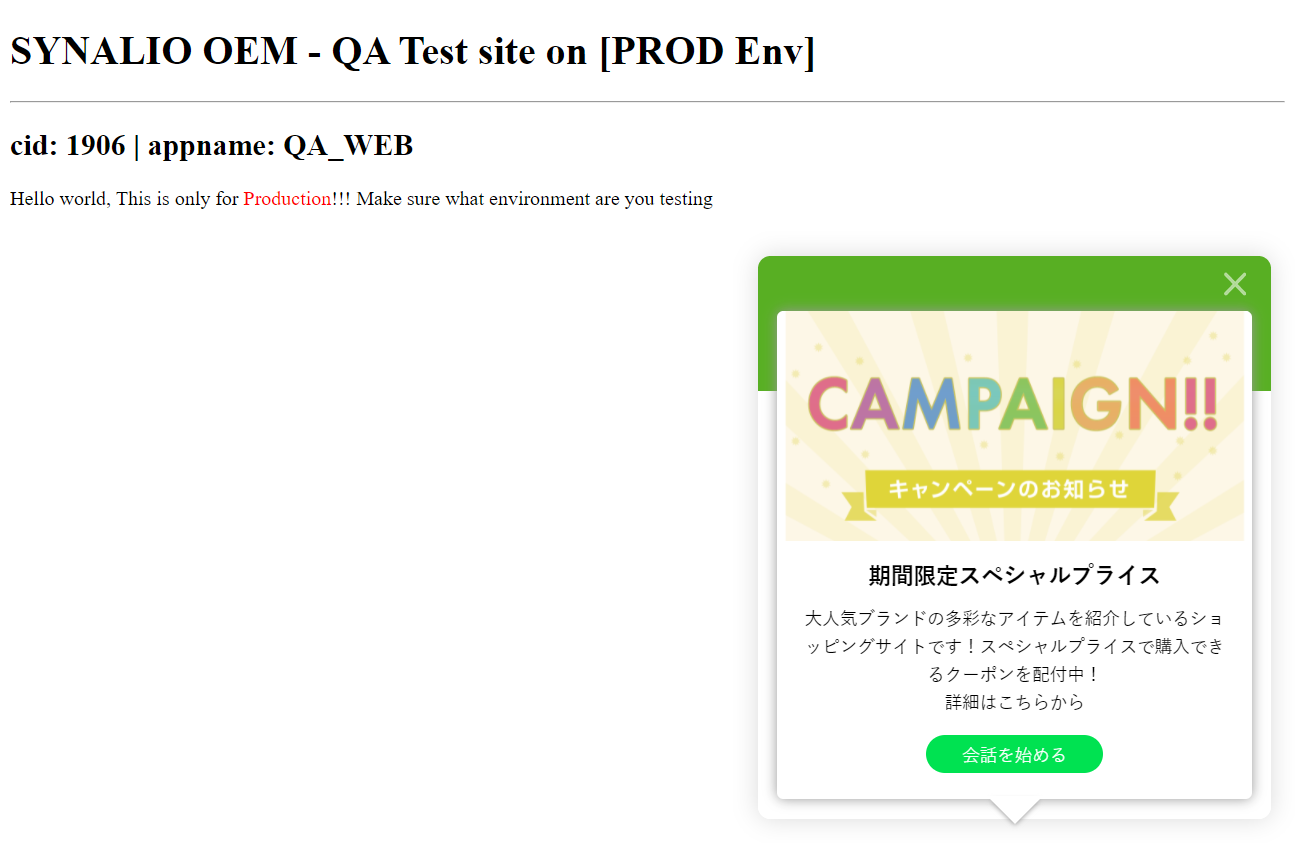 SYNALIO OEM - QA Test site on [PROD Env]
cid: 1906 | appname: QA_WEB
Hello world, This is only for Production!!! Make sure what environment are you testing
CAMPAIGN!!
キャンペーンのお知らせ
期間限定スペシャルプライス
大人気ブランドの多彩なアイテムを紹介しているショ
ッピングサイトです！スペシャルプライスで購入でき
るクーポンを配付中！
詳細はこちらから
会話を始める